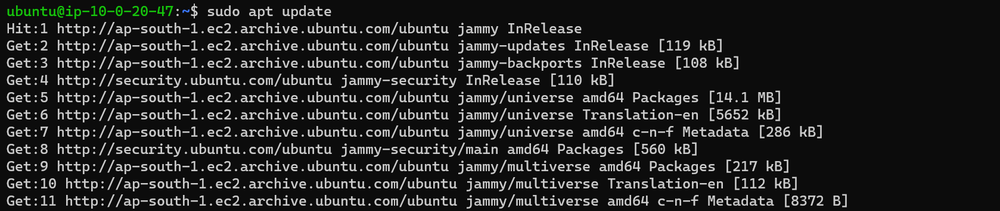 ubuntu@ip-10-0-20-47:~$ sudo apt update
Hit:1 http://ap-south-1.ec2.archive.ubuntu.com/ubuntu jammy InRelease
Get:2 http://ap-south-1.ec2.archive.ubuntu.com/ubuntu jammy-updates InRelease [119 kB]
Get:3 http://ap-south-1.ec2.archive.ubuntu.com/ubuntu jammy-backports InRelease [108 kB]
Get:4 http://security.ubuntu.com/ubuntu jammy-security InRelease [110 kB]
Get:5 http://ap-south-1.ec2.archive.ubuntu.com/ubuntu jammy/universe amd64 Packages [14.1 MB]
Get:6 http://ap-south-1.ec2.archive.ubuntu.com/ubuntu jammy/universe Translation-en [5652 kB]
Get:7 http://ap-south-1.ec2.archive.ubuntu.com/ubuntu jammy/universe amd64 c-n-f Metadata [286 kB]
Get:8 http://security.ubuntu.com/ubuntu jammy-security/main amd64 Packages [560 kB]
Get:9 http://ap-south-1.ec2.archive.ubuntu.com/ubuntu jammy/multiverse amd64 Packages [217 kB]
Get:10 http://ap-south-1.ec2.archive.ubuntu.com/ubuntu jammy/multiverse Translation-en [112 kB]
Get:11 http://ap-south-1.ec2.archive.ubuntu.com/ubuntu jammy/multiverse amd64 c-n-f Metadata [8372 B]